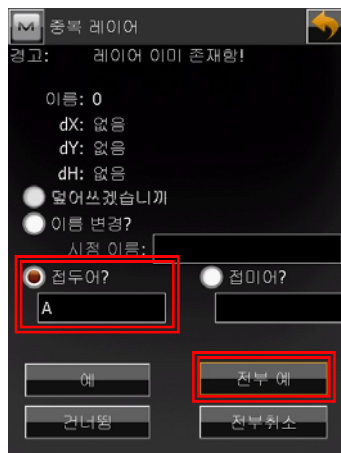 M 중복 레이어
경고: 레이어 이미 존재함!
이름: 0
dX: 없음
dY: 없음
dH: 없음
덮어쓰겠습니까
이름 변경?
시점 이름:
접두어? 접미어?
A
예 전부 예
건너뜀 전부취소